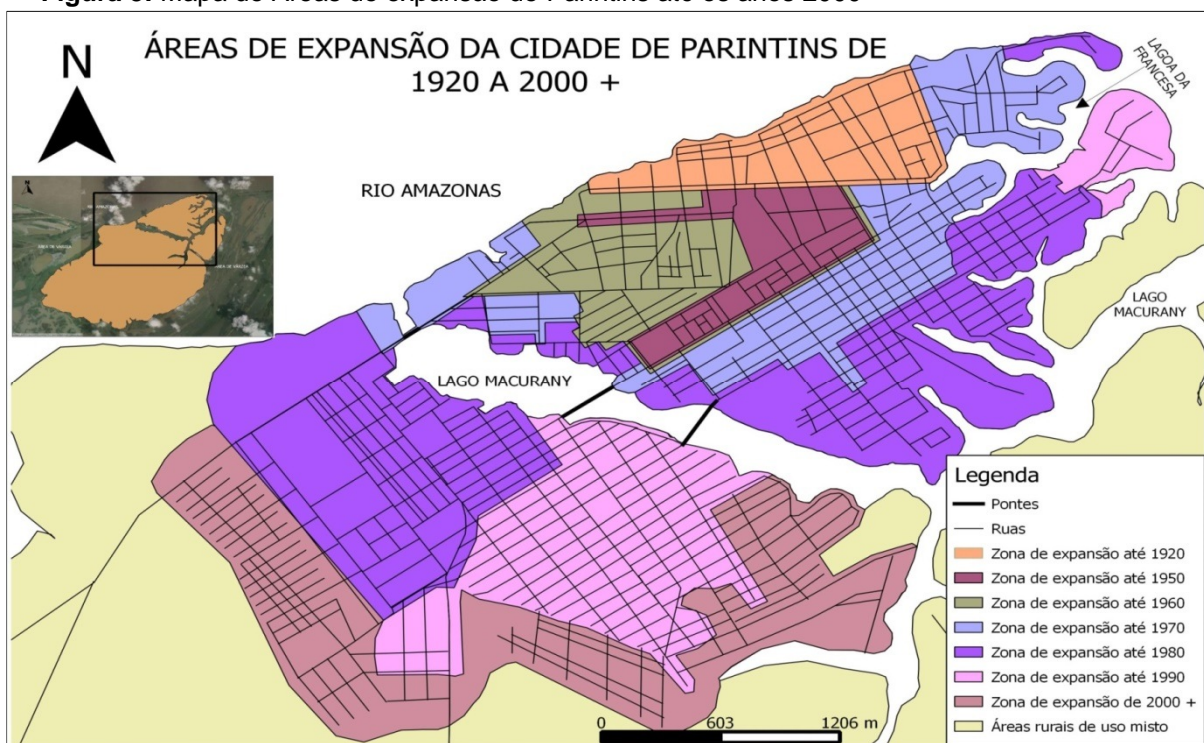 Figura 3. Mapa de Áreas de expansão de Parintins até os anos 2000
ÁREAS DE EXPANSÃO DA CIDADE DE PARINTINS DE
1920 A 2000 +
N
LAGOA DA
FRANCESA
RIO AMAZONAS
LAGO
MACURANY
LAGO MACURANY
Legenda
Pontes
Ruas
Zona de expansão até 1920
Zona de expansão até 1950
Zona de expansão até 1960
Zona de expansão até 1970
Zona de expansão até 1980
Zona de expansão até 1990
Zona de expansão de 2000 +
Áreas rurais de uso misto
0 603 1206 m